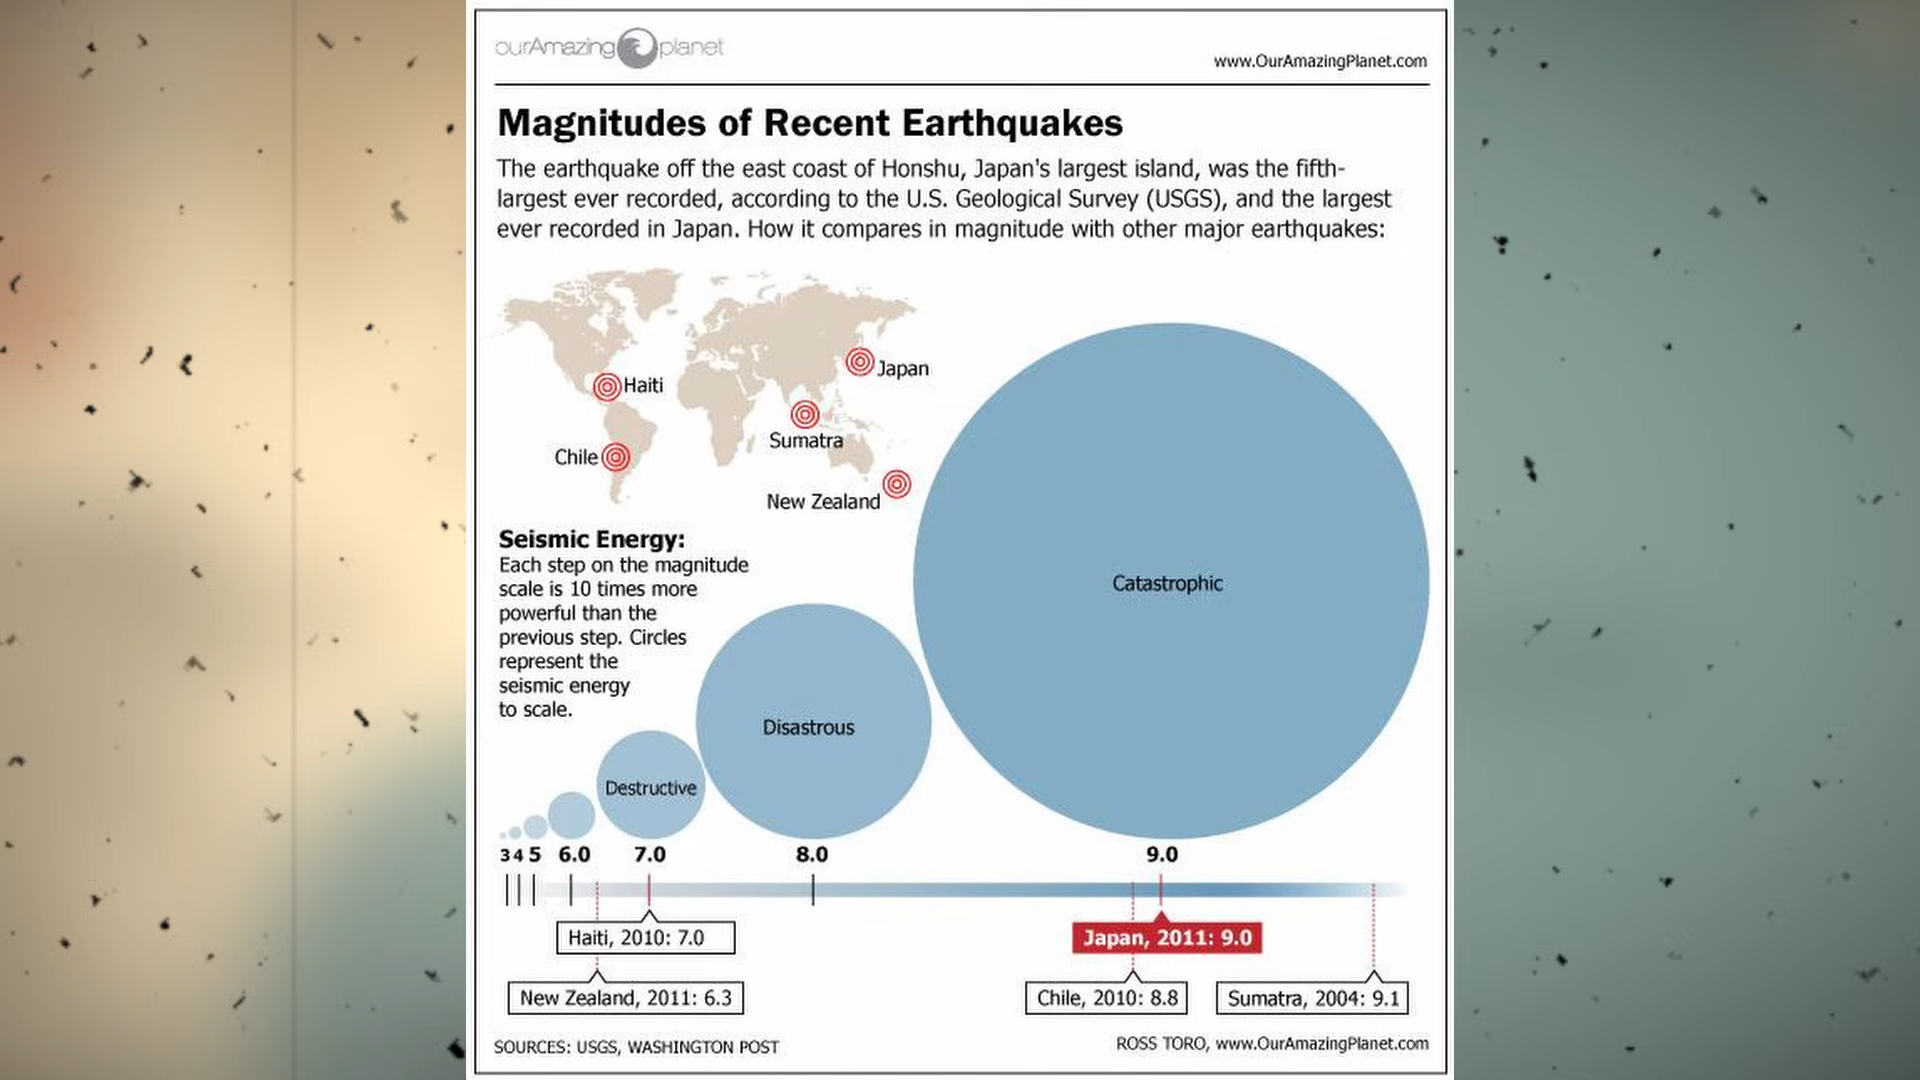 ourAmazing planet
www.OurAmazingPlanet.com
Magnitudes of Recent Earthquakes
The earthquake off the east coast of Honshu, Japan's largest island, was the fifth-
largest ever recorded, according to the U.S. Geological Survey (USGS), and the largest
ever recorded in Japan. How it compares in magnitude with other major earthquakes:
Japan
Haiti
Sumatra
Chile
New Zealand
Seismic Energy:
Each step on the magnitude
scale is 10 times more
powerful than the
previous step. Circles
represent the
seismic energy
to scale.
Catastrophic
Disastrous
Destructive
3 4 5 6.0 7.0 8.0 9.0
Haiti, 2010: 7.0
Japan, 2011: 9.0
New Zealand, 2011: 6.3
Chile, 2010: 8.8
Sumatra, 2004: 9.1
SOURCES: USGS, WASHINGTON POST
ROSS TORO, www.OurAmazingPlanet.com